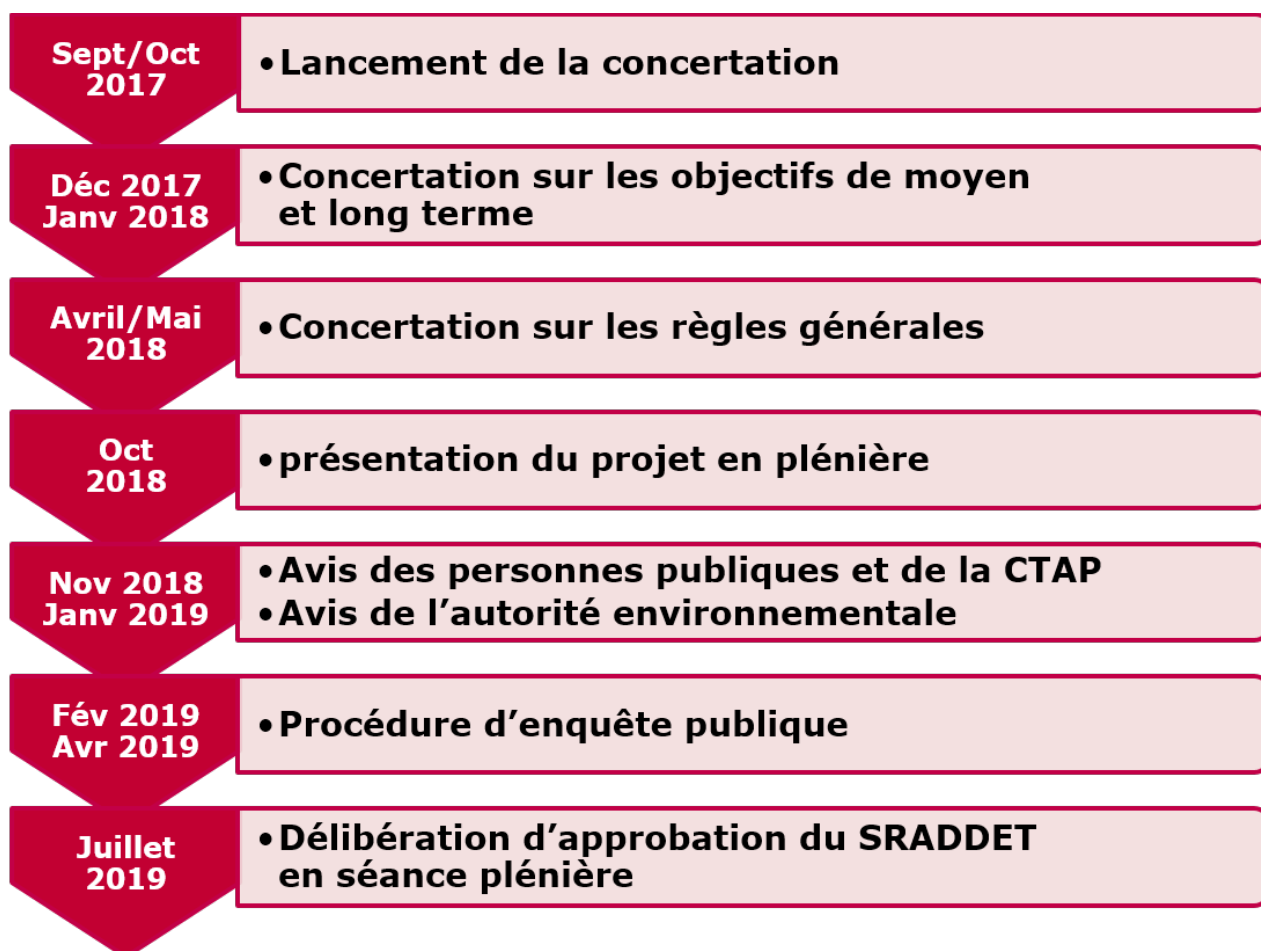 Sept/Oct
2017
• Lancement de la concertation
Déc 2017
Janv 2018
• Concertation sur les objectifs de moyen
et long terme
Avril/Mai
2018
• Concertation sur les règles générales
Oct
2018
• présentation du projet en plénière
Nov 2018
Janv 2019
• Avis des personnes publiques et de la CTAP
• Avis de l’autorité environnementale
Fév 2019
Avr 2019
• Procédure d’enquête publique
Juillet
2019
• Délibération d’approbation du SRADDET
en séance plénière